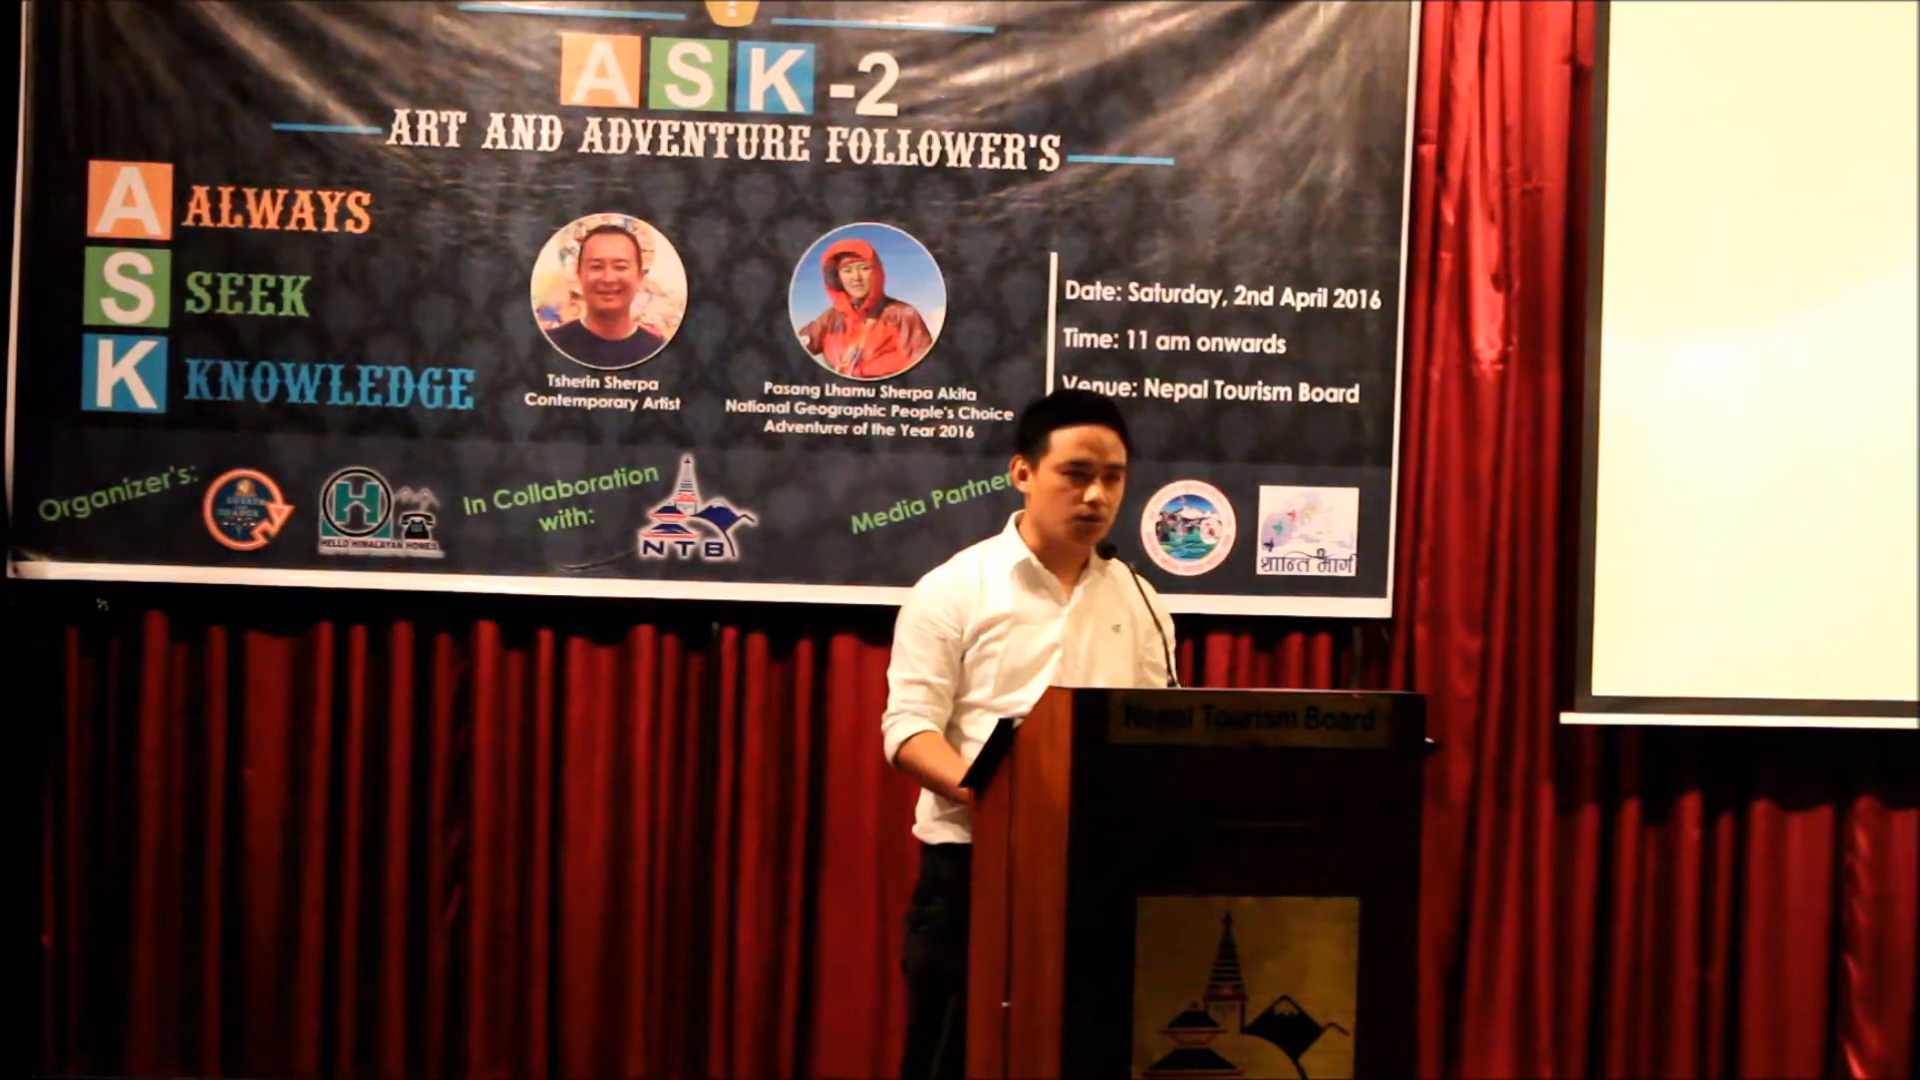 ASK-2
ART AND ADVENTURE FOLLOWER'S
A ALWAYS
S SEEK
K KNOWLEDGE
Tsherin Sherpa
Contemporary Artist
Pasang Lhamu Sherpa Akita
National Geographic People's Choice
Adventurer of the Year 2016
Date: Saturday, 2nd April 2016
Time: 11 am onwards
Venue: Nepal Tourism Board
Organizer's:
H
HELLO HIMALAYAN HOMES
In Collaboration
with:
NTB
Media Partner
शान्ति मार्ग
Nepal Tourism Board